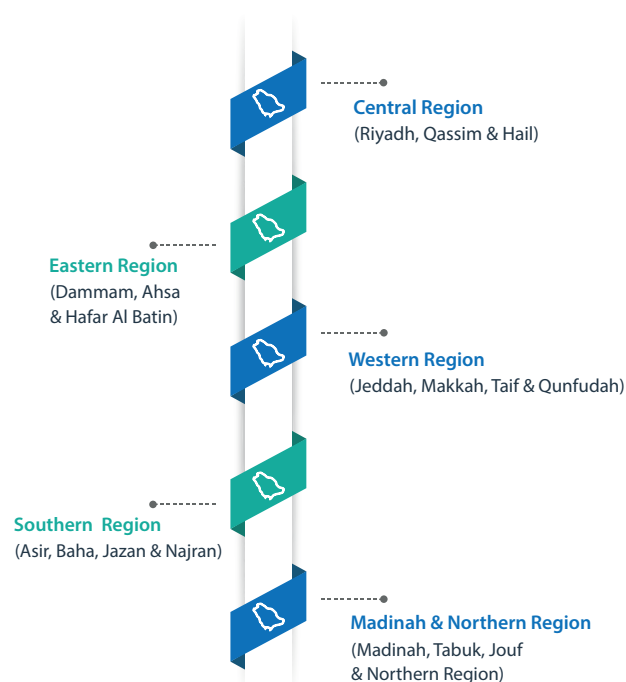 Central Region
(Riyadh, Qassim & Hail)
Eastern Region
(Dammam, Ahsa
& Hafar Al Batin)
Western Region
(Jeddah, Makkah, Taif & Qunfudah)
Southern Region
(Asir, Baha, Jazan & Najran)
Madinah & Northern Region
(Madinah, Tabuk, Jouf
& Northern Region)